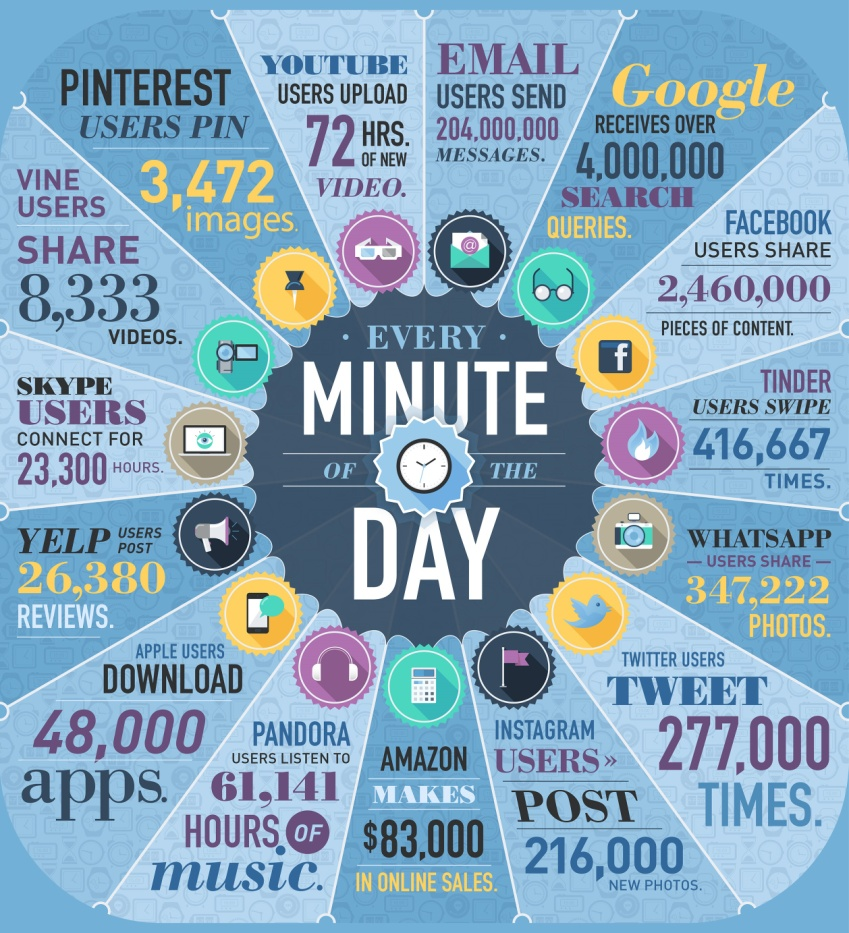 EVERY
MINUTE
OF THE
DAY
YOUTUBE
USERS UPLOAD
72 HRS.
OF NEW
VIDEO.
EMAIL
USERS SEND
204,000,000
MESSAGES.
@
Google
RECEIVES OVER
4,000,000
SEARCH
QUERIES.
FACEBOOK
USERS SHARE
2,460,000
PIECES OF CONTENT.
f
TINDER
USERS SWIPE
416,667
TIMES.
WHATSAPP
USERS SHARE
347,222
PHOTOS.
TWITTER USERS
TWEET
277,000
TIMES.
INSTAGRAM
USERS»
POST
216,000
NEW PHOTOS.
AMAZON
MAKES
$83,000
IN ONLINE SALES.
PANDORA
USERS LISTEN TO
61,141
HOURS OF
music.
APPLE USERS
DOWNLOAD
48,000
apps.
YELP USERS
POST
26,380
REVIEWS.
SKYPE
USERS
CONNECT FOR
23,300 HOURS.
VINE
USERS
SHARE
8,333
VIDEOS.
PINTEREST
USERS PIN
3,472
images.